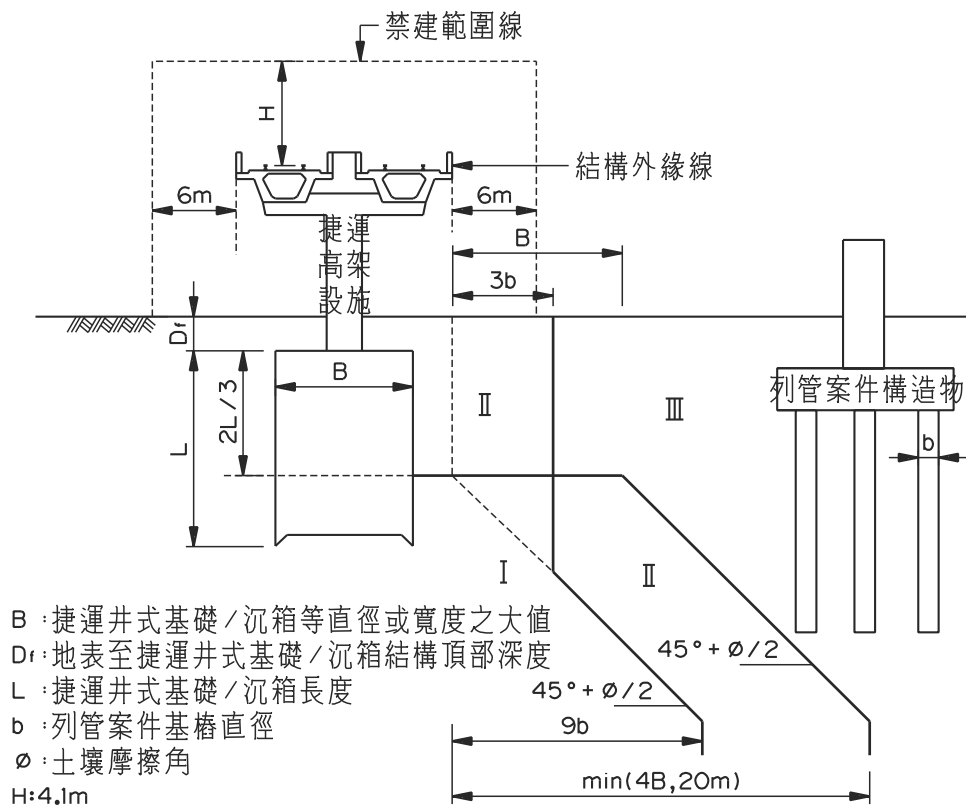 禁建範圍線
H
結構外緣線
6m
6m
捷運
高架
設施
B
3b
Df
B
2L/3
L
II
III
列管案件構造物
b
I
II
B:捷運井式基礎/沉箱等直徑或寬度之大值
Df:地表至捷運井式基礎/沉箱結構頂部深度
45°+Ø/2
L:捷運井式基礎/沉箱長度
45°+Ø/2
b:列管案件基樁直徑
9b
Ø:土壤摩擦角
min(4B,20m)
H:4.1m